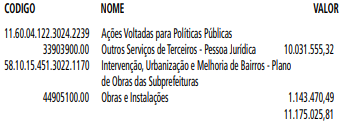 CODIGO NOME VALOR
11.60.04.122.3024.2239 Ações Voltadas para Políticas Públicas
33903900.00 Outros Serviços de Terceiros - Pessoa Jurídica 10.031.555,32
58.10.15.451.3022.1170 Intervenção, Urbanização e Melhoria de Bairros - Plano
de Obras das Subprefeituras
44905100.00 Obras e Instalações 1.143.470,49
11.175.025,81